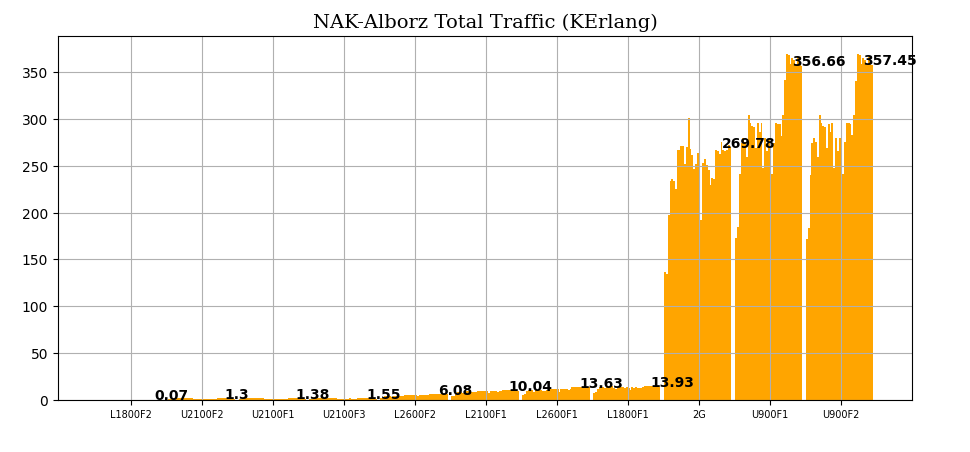 NAK-Alborz Total Traffic (KErlang)
350
300
250
200
150
100
50
0
0.07
1.3
1.38
1.55
6.08
10.04
13.63
13.93
269.78
356.66
357.45
L1800F2
U2100F2
U2100F1
U2100F3
L2600F2
L2100F1
L2600F1
L1800F1
2G
U900F1
U900F2